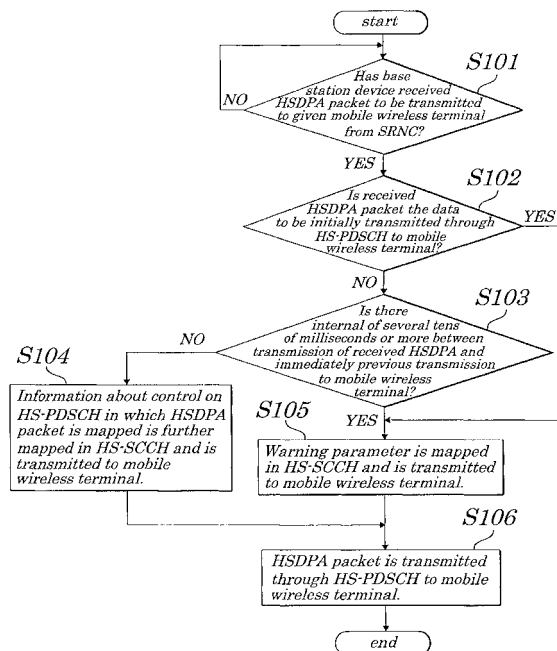 start
S101
Has base
station device received
HSDPA packet to be transmitted
to given mobile wireless terminal
from SRNC?
NO
YES
S102
Is received
HSDPA packet the data
to be initially transmitted through
HS-PDSCH to mobile
wireless terminal?
YES
NO
S103
Is there
internal of several tens
of milliseconds or more between
transmission of received HSDPA and
immediately previous transmission
to mobile wireless
terminal?
NO
YES
S104
Information about control on
HS-PDSCH in which HSDPA
packet is mapped is further
mapped in HS-SCCH and is
transmitted to mobile
wireless terminal.
S105
Warning parameter is mapped
in HS-SCCH and is transmitted
to mobile wireless terminal.
S106
HSDPA packet is transmitted
through HS-PDSCH to mobile
wireless terminal.
end